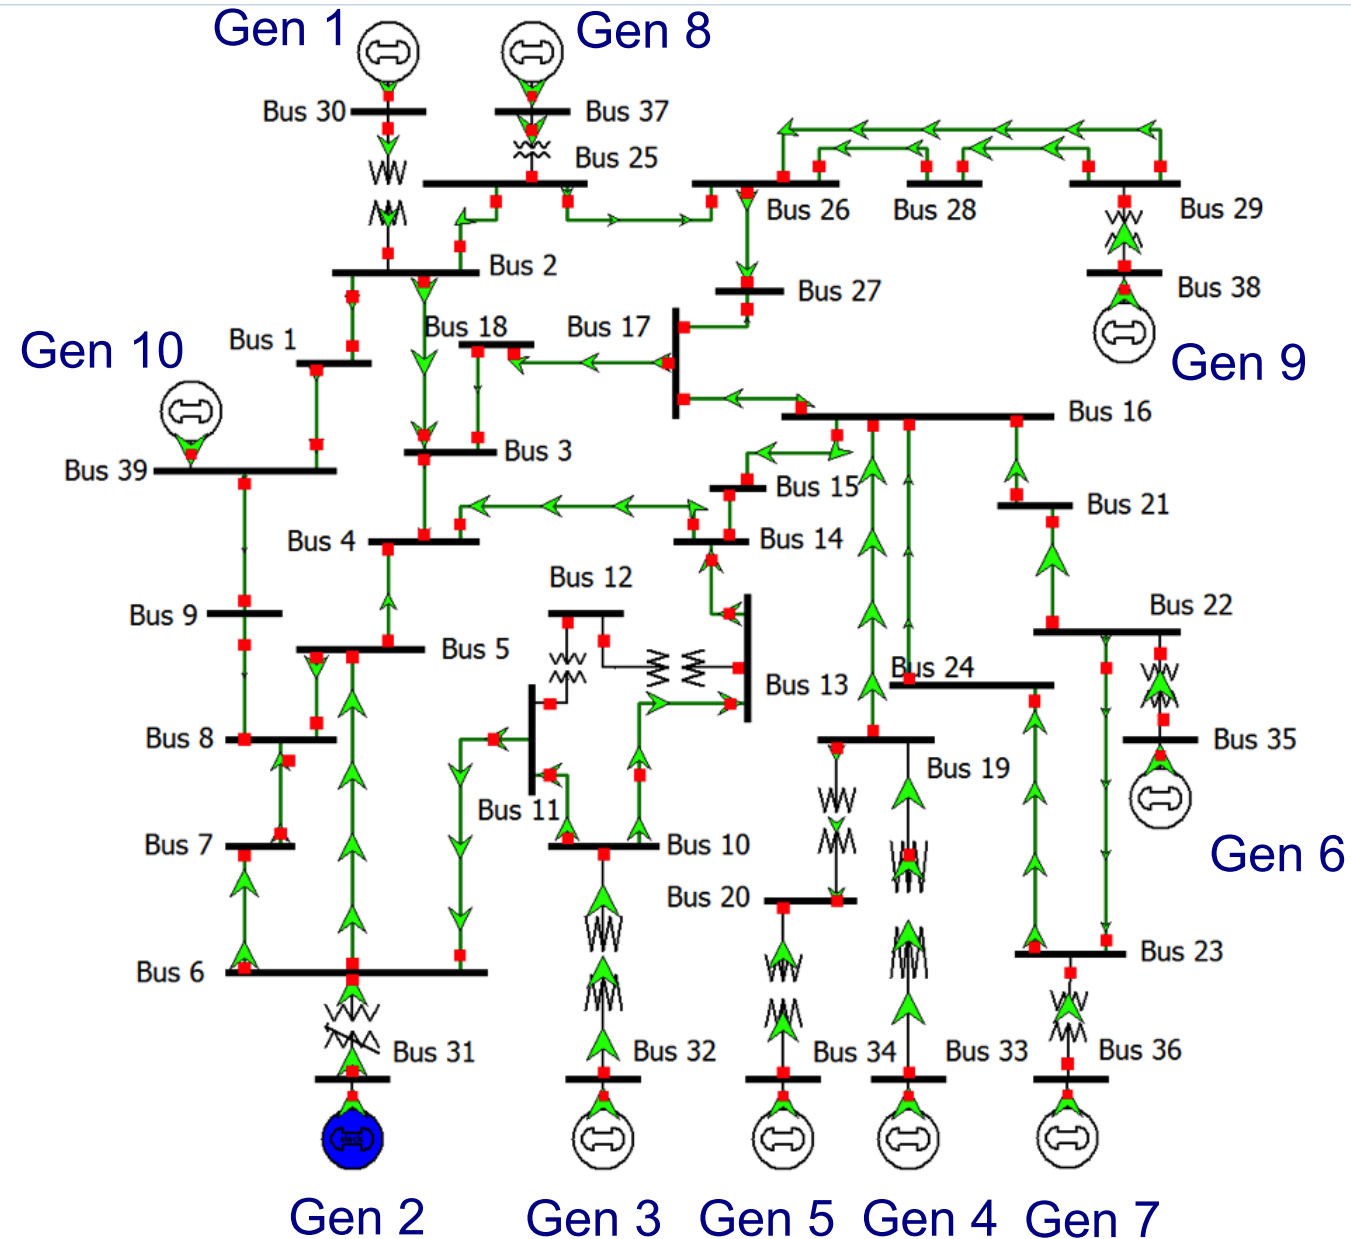 Gen 1
Gen 8
Bus 30
Bus 37
Bus 25
Bus 26
Bus 28
Bus 29
Bus 2
Bus 38
Bus 27
Bus 18
Bus 17
Bus 1
Gen 10
Gen 9
Bus 16
Bus 3
Bus 39
Bus 15
Bus 21
Bus 4
Bus 14
Bus 12
Bus 22
Bus 9
Bus 5
Bus 24
Bus 13
Bus 8
Bus 35
Bus 19
Bus 11
Bus 7
Bus 10
Gen 6
Bus 20
Bus 23
Bus 6
Bus 31
Bus 32
Bus 34
Bus 33
Bus 36
slack
Gen 2
Gen 3
Gen 5
Gen 4
Gen 7